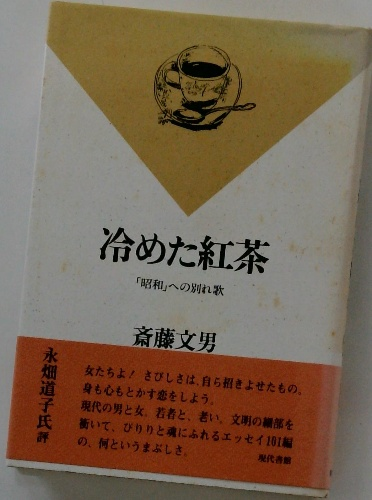 冷めた紅茶
「昭和」への別れ歌
斎藤文男
永畑道子氏評
女たちよ！さびしさは、自ら招きよせたもの。
身も心もとかす恋をしよう。
現代の男と女。若者と、老い。文明の細部を
衝いて、ぴりりと魂にふれるエッセイ101編
の、何というまぶしさ。
現代書館